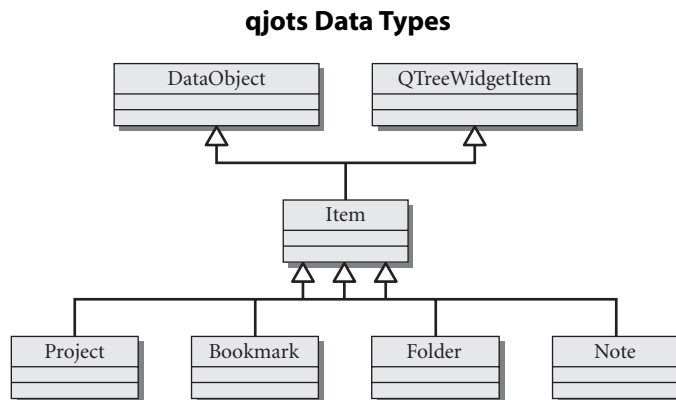 qjots Data Types
DataObject
QTreeWidgetItem
Item
Project
Bookmark
Folder
Note